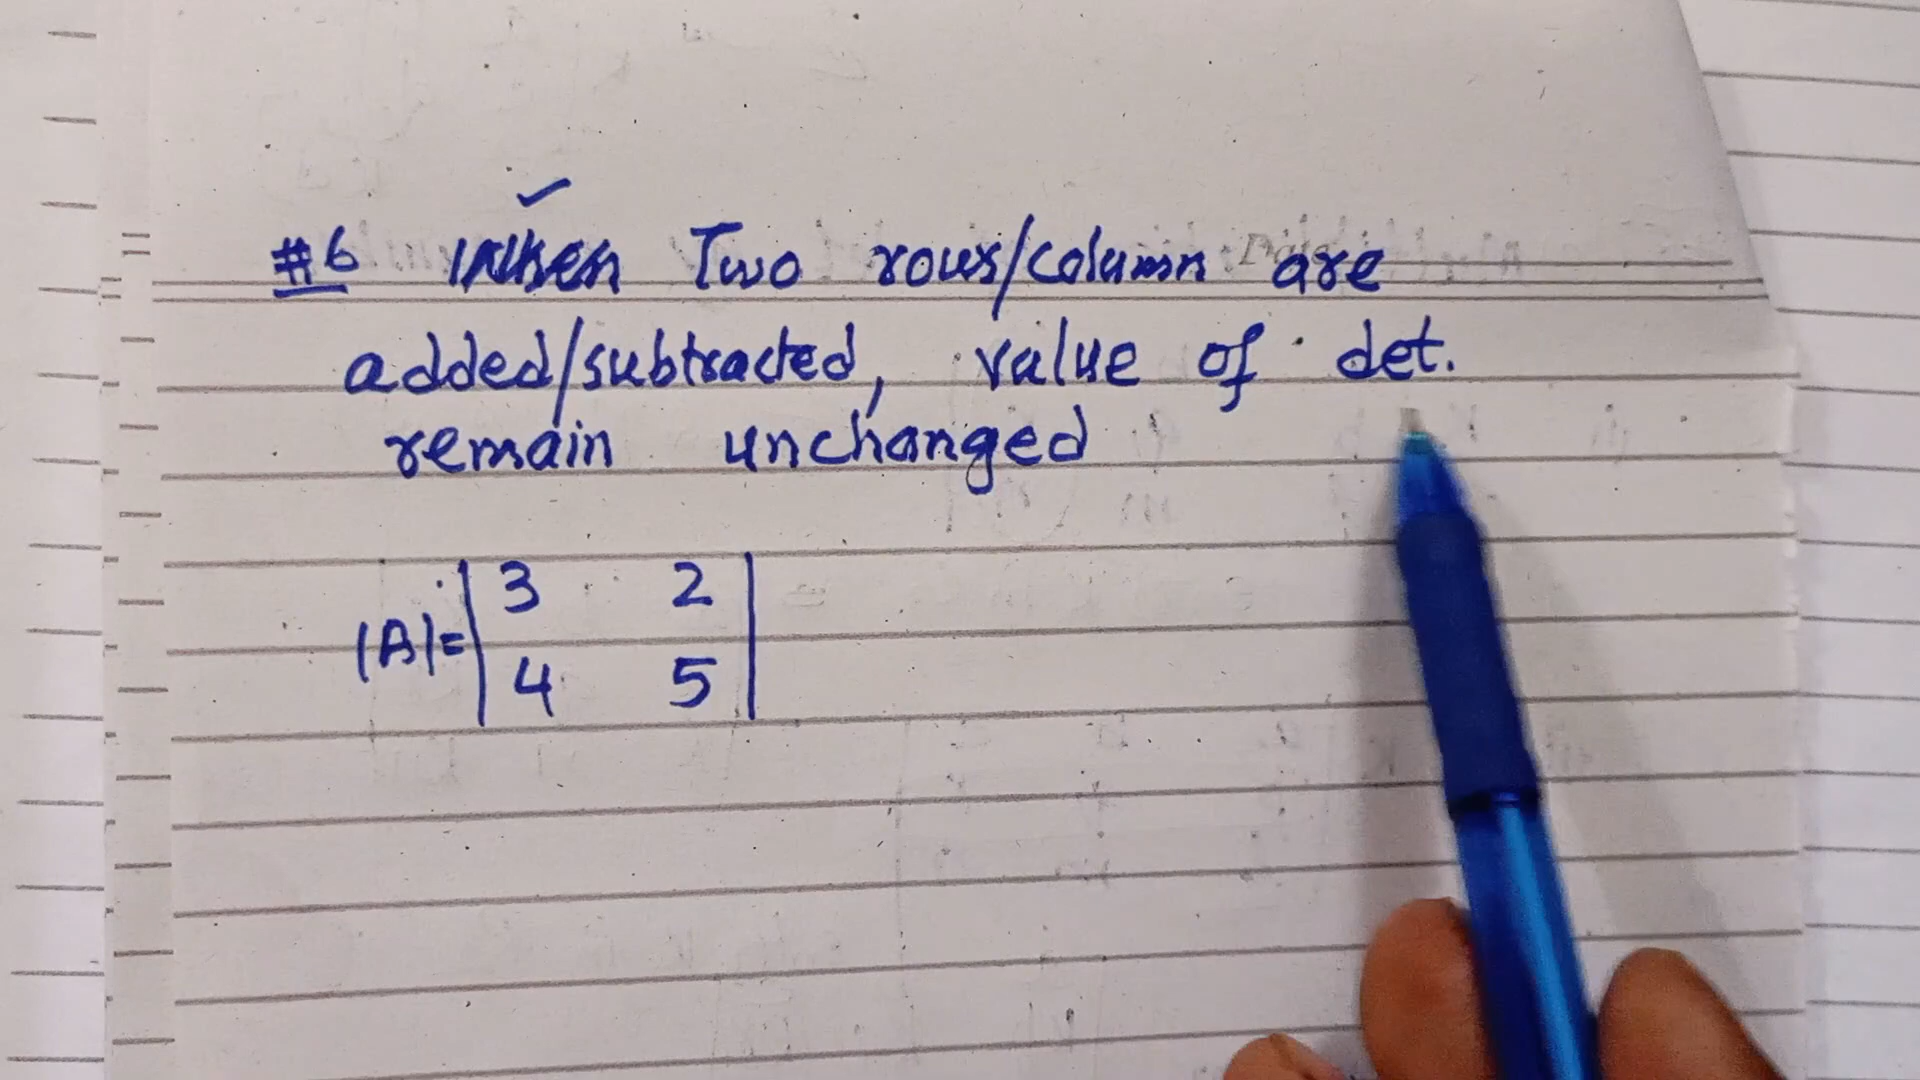 #6 When Two rows/column are
added/subtracted, value of det.
remain unchanged
|A|= | 3 2 |
| 4 5 |